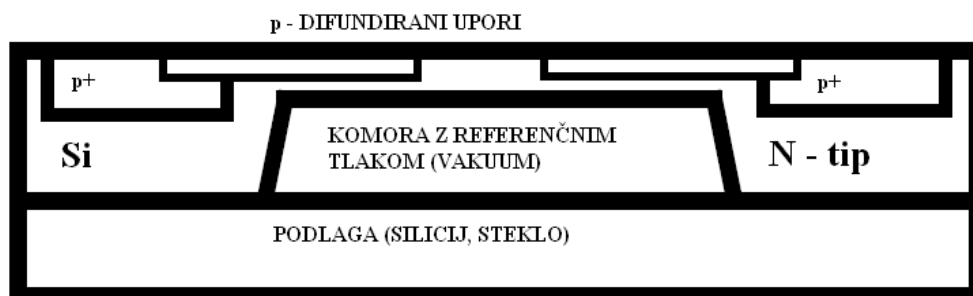 p - DIFUNDIRANI UPORI
p+
p+
KOMORA Z REFERENČNIM
TLAKOM (VAKUUM)
Si
N - tip
PODLAGA (SILICIJ, STEKLO)